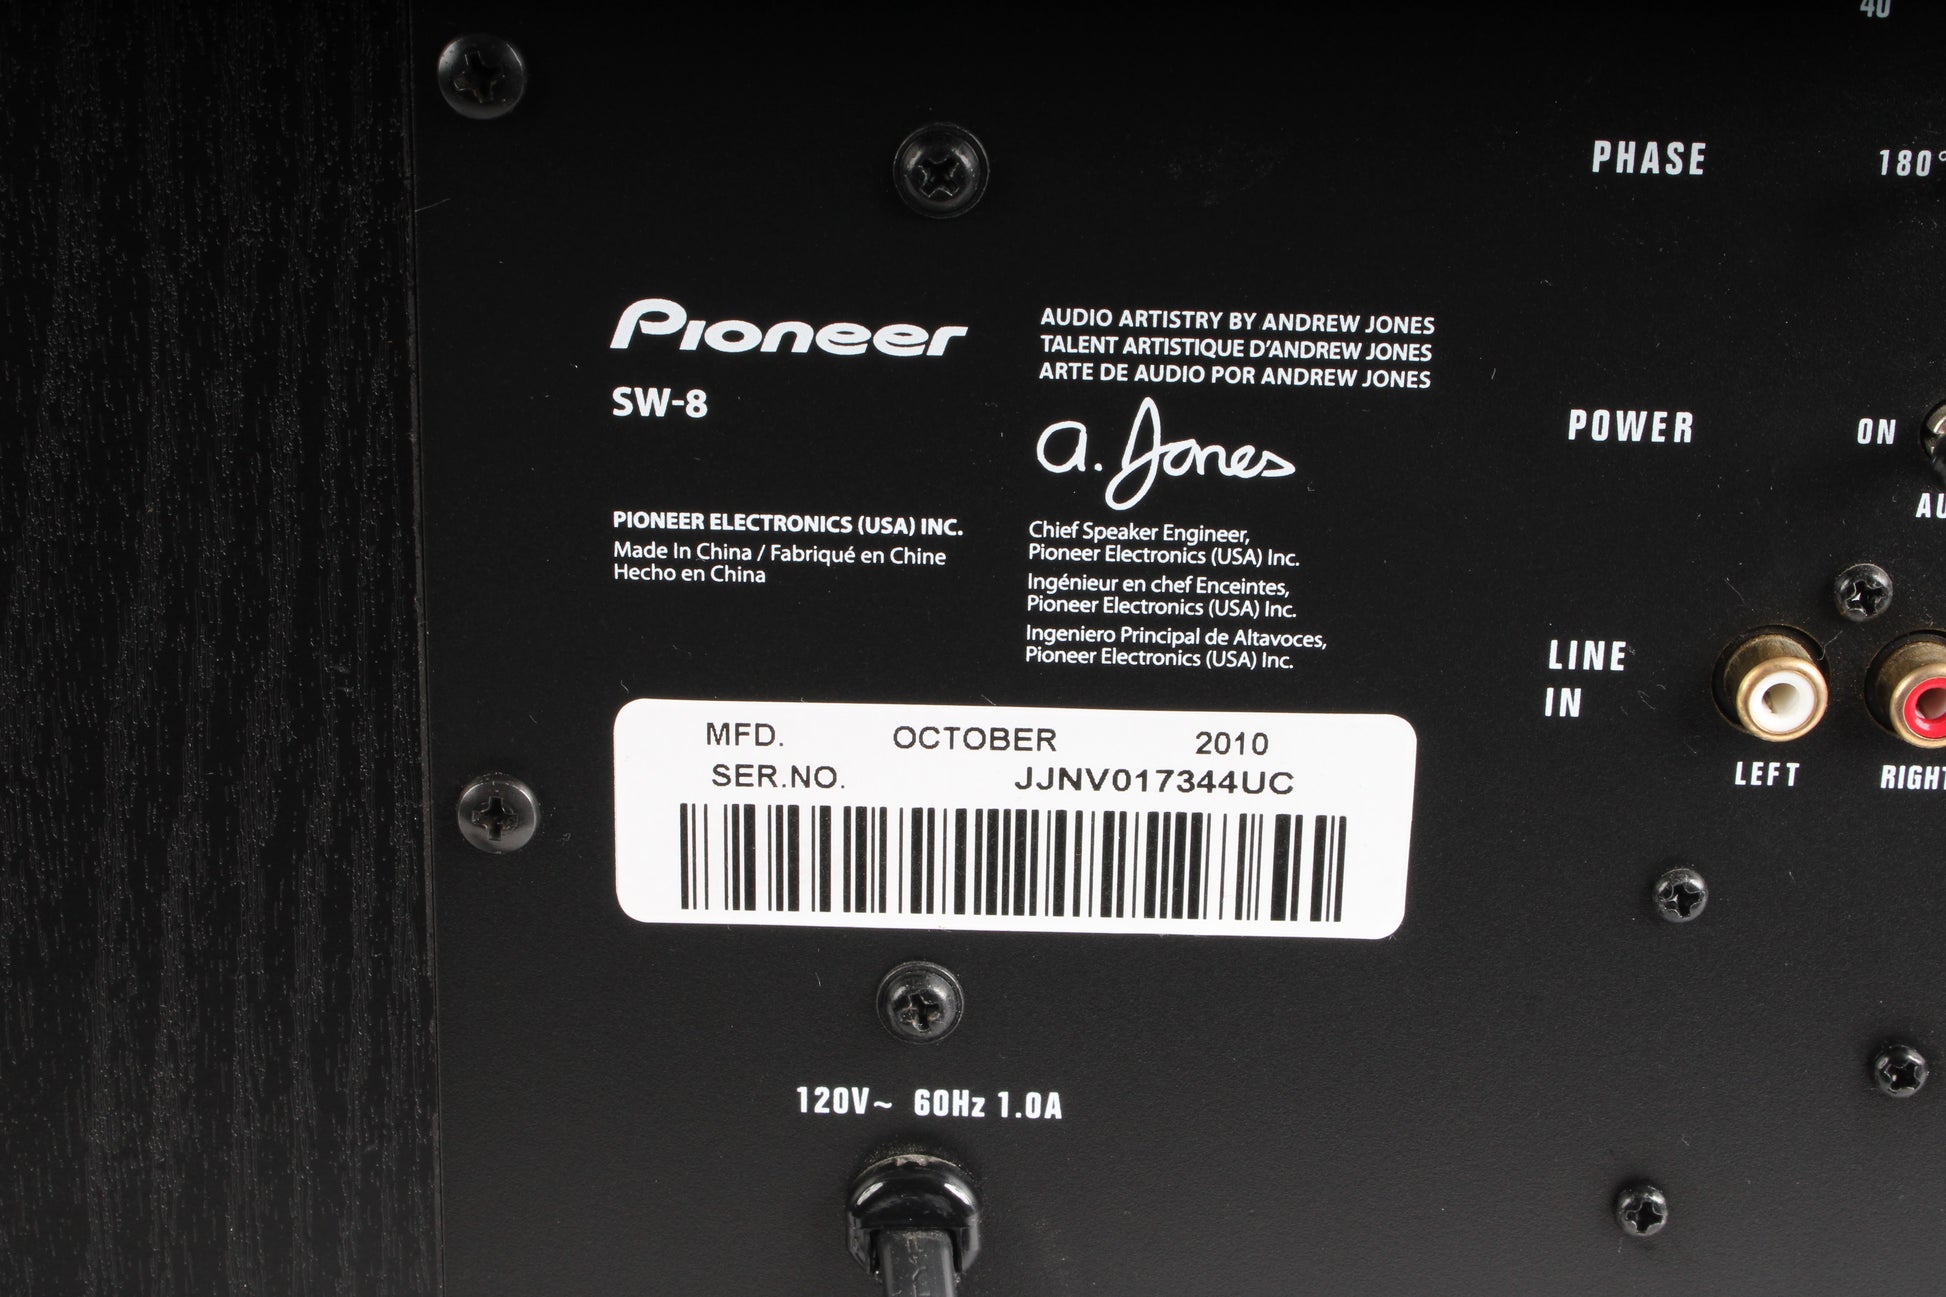 40
PHASE 180°
Pioneer
SW-8
PIONEER ELECTRONICS (USA) INC.
Made In China / Fabriqué en Chine
Hecho en China
AUDIO ARTISTRY BY ANDREW JONES
TALENT ARTISTIQUE D'ANDREW JONES
ARTE DE AUDIO POR ANDREW JONES
a. Jones
Chief Speaker Engineer,
Pioneer Electronics (USA) Inc.
Ingénieur en chef Enceintes,
Pioneer Electronics (USA) Inc.
Ingeniero Principal de Altavoces,
Pioneer Electronics (USA) Inc.
POWER ON
AU
LINE
IN
LEFT RIGHT
MFD. OCTOBER 2010
SER.NO. JJNV017344UC
120V~ 60Hz 1.0A